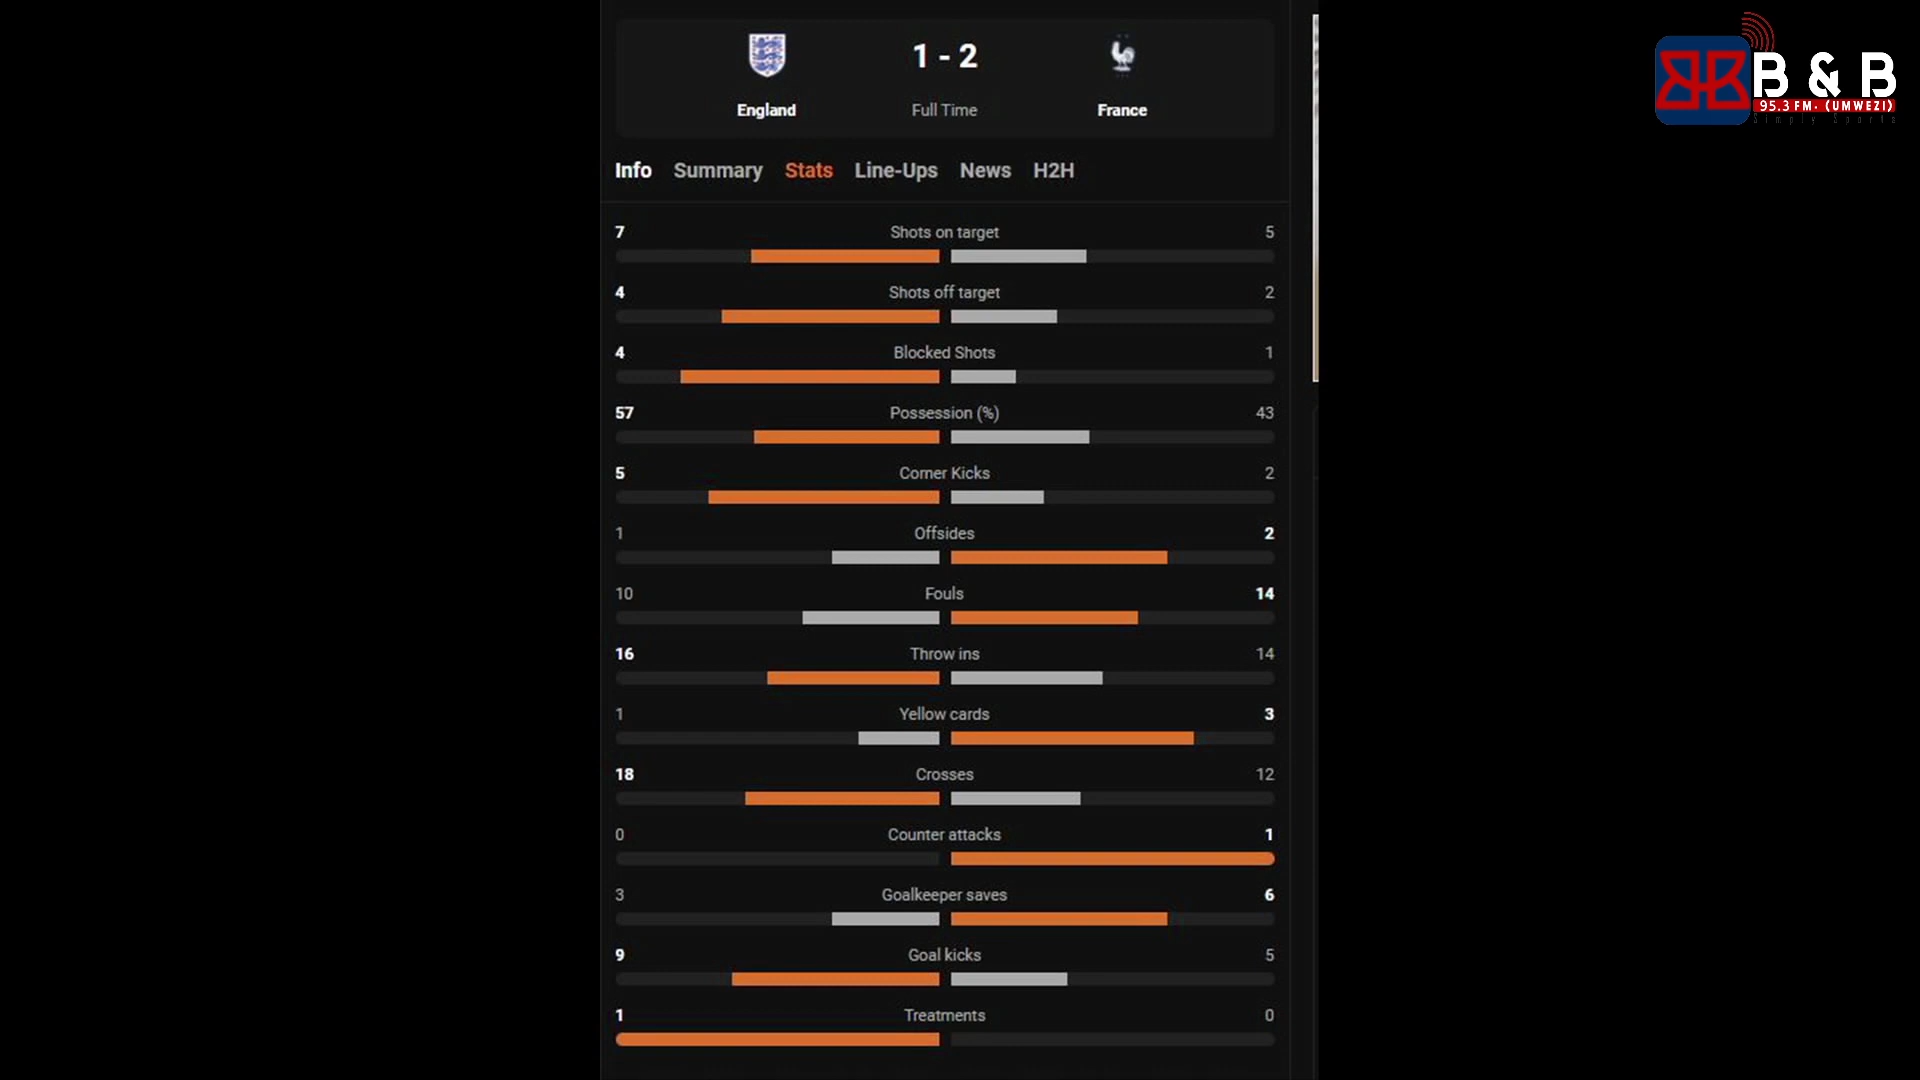 1 - 2
England
Full Time
France
B & B
95.3 FM. (UMWEZI)
Simply Sports
Info Summary Stats Line-Ups News H2H
7 Shots on target 5
4 Shots off target 2
4 Blocked Shots 1
57 Possession (%) 43
5 Corner Kicks 2
1 Offsides 2
10 Fouls 14
16 Throw ins 14
1 Yellow cards 3
18 Crosses 12
0 Counter attacks 1
3 Goalkeeper saves 6
9 Goal kicks 5
1 Treatments 0